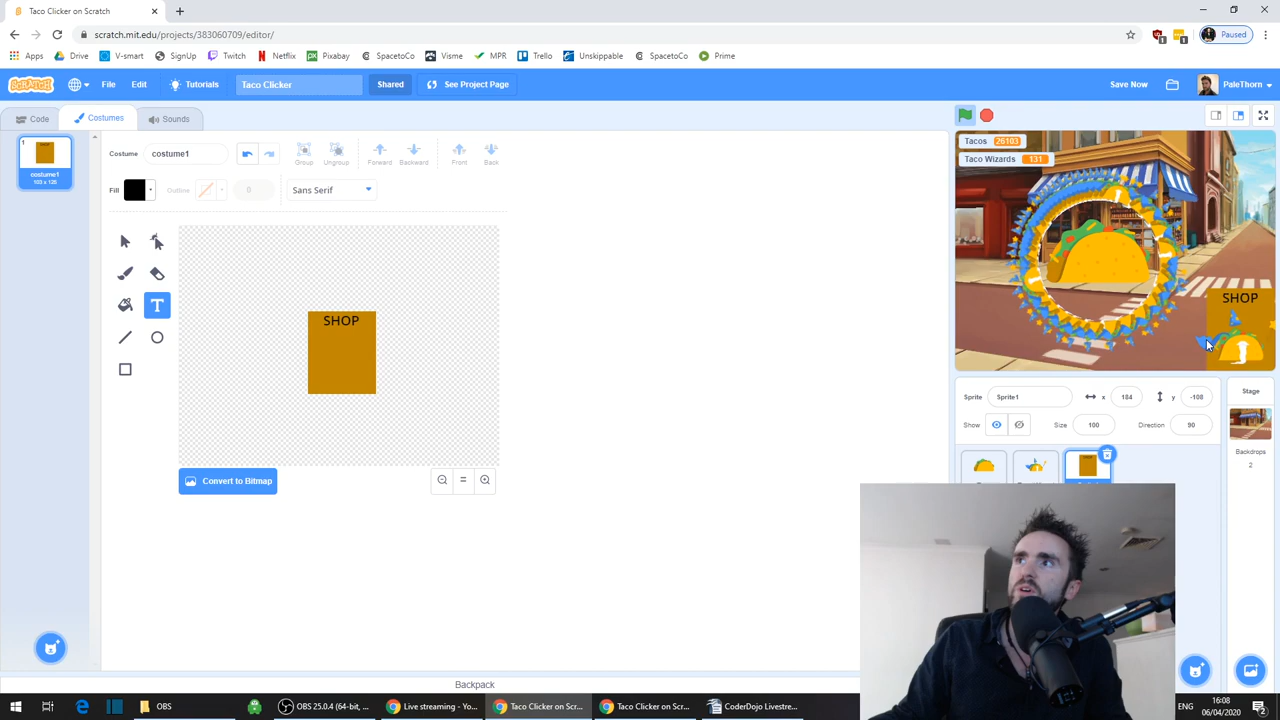 Taco Clicker on Scratch
scratch.mit.edu/projects/383060709/editor/
Paused
Apps
Drive
V-smart
SignUp
Twitch
Netflix
Pixabay
SpacetoCo
Visme
MPR
Trello
Unskippable
SpacetoCo
Prime
SCRATCH
File
Edit
Tutorials
Taco Clicker
Shared
See Project Page
Save Now
PaleThorn
Code
Costumes
Sounds
1
costume1
103 x 126
Costume
costume1
Group
Ungroup
Forward
Backward
Front
Back
Fill
Outline
0
Sans Serif
SHOP
Convert to Bitmap
Tacos 26103
Taco Wizards 131
SHOP
Sprite
Sprite1
x
184
y
-108
Show
Size
100
Direction
90
Stage
Backdrops
2
Backpack
OBS
OBS 25.0.4 (64-bit, ...
Live streaming - Yo...
Taco Clicker on Scr...
Taco Clicker on Scr...
CoderDojo Livestre...
ENG
16:08
06/04/2020